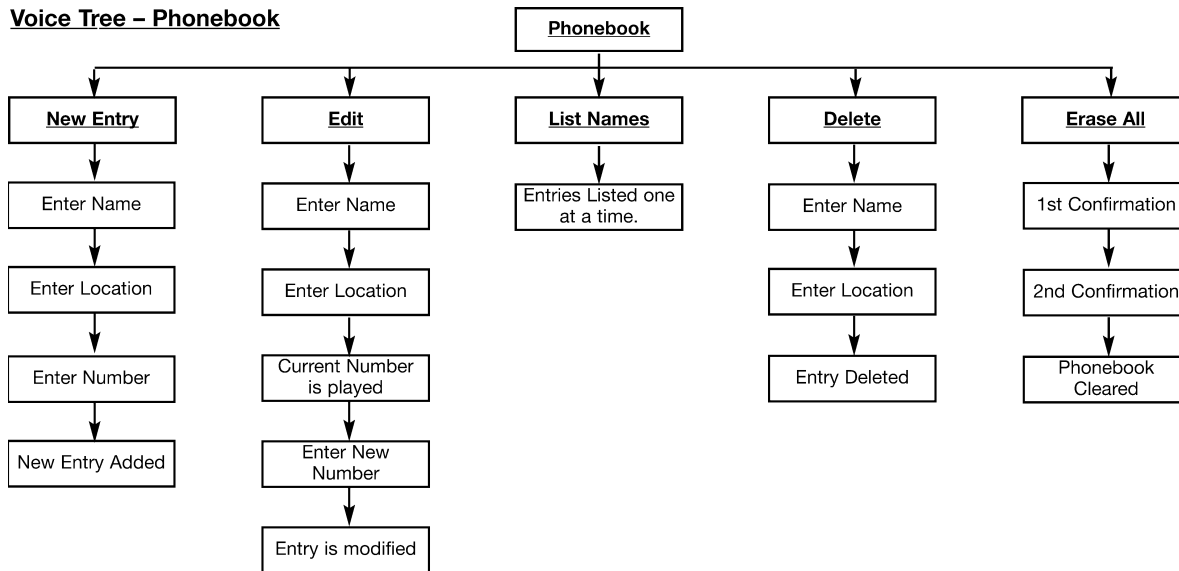 Voice Tree – Phonebook
Phonebook
New Entry
Edit
List Names
Delete
Erase All
Enter Name
Enter Name
Entries Listed one
at a time.
Enter Name
1st Confirmation
Enter Location
Enter Location
Enter Location
2nd Confirmation
Enter Number
Current Number
is played
Entry Deleted
Phonebook
Cleared
New Entry Added
Enter New
Number
Entry is modified